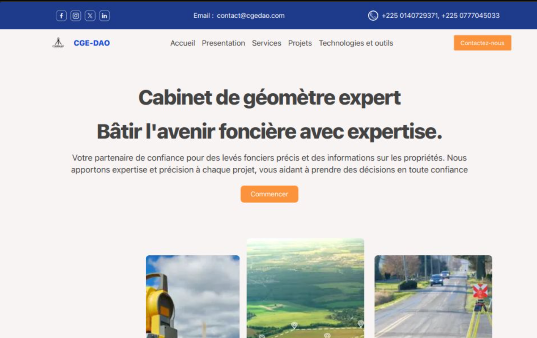 Email : contact@cgedao.com
+225 0140729371, +225 0777045033
CGE-DAO
Accueil Presentation Services Projets Technologies et outils
Contactez-nous
Cabinet de géomètre expert
Bâtir l'avenir foncière avec expertise.
Votre partenaire de confiance pour des levés fonciers précis et des informations sur les propriétés. Nous
apportons expertise et précision à chaque projet, vous aidant à prendre des décisions en toute confiance
Commencer